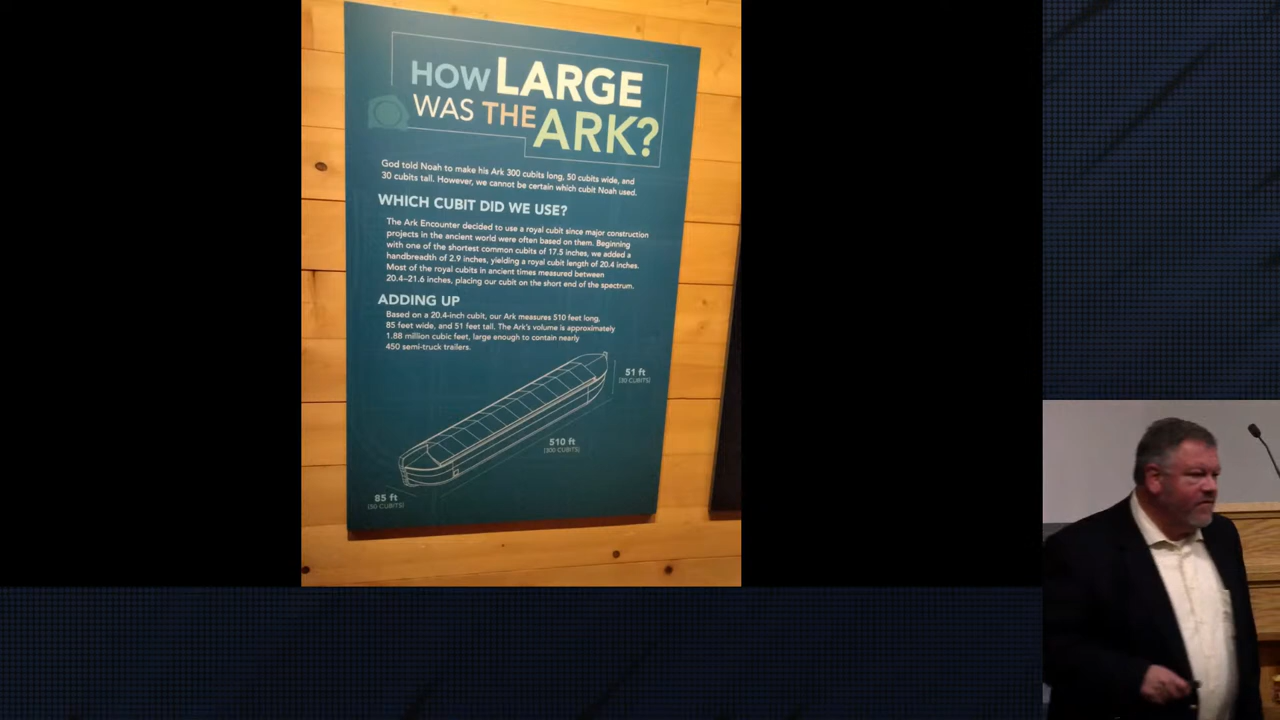 HOW LARGE
WAS THE ARK?
God told Noah to make his Ark 300 cubits long, 50 cubits wide, and
30 cubits tall. However, we cannot be certain which cubit Noah used.
WHICH CUBIT DID WE USE?
The Ark Encounter decided to use a royal cubit since major construction
projects in the ancient world were often based on them. Beginning
with one of the shortest common cubits of 17.5 inches, we added a
handbreadth of 2.9 inches, yielding a royal cubit length of 20.4 inches.
Most of the royal cubits in ancient times measured between
20.4–21.6 inches, placing our cubit on the short end of the spectrum.
ADDING UP
Based on a 20.4-inch cubit, our Ark measures 510 feet long,
85 feet wide, and 51 feet tall. The Ark's volume is approximately
1.88 million cubic feet, large enough to contain nearly
450 semi-truck trailers.
51 ft
(30 CUBITS)
510 ft
(300 CUBITS)
85 ft
(50 CUBITS)